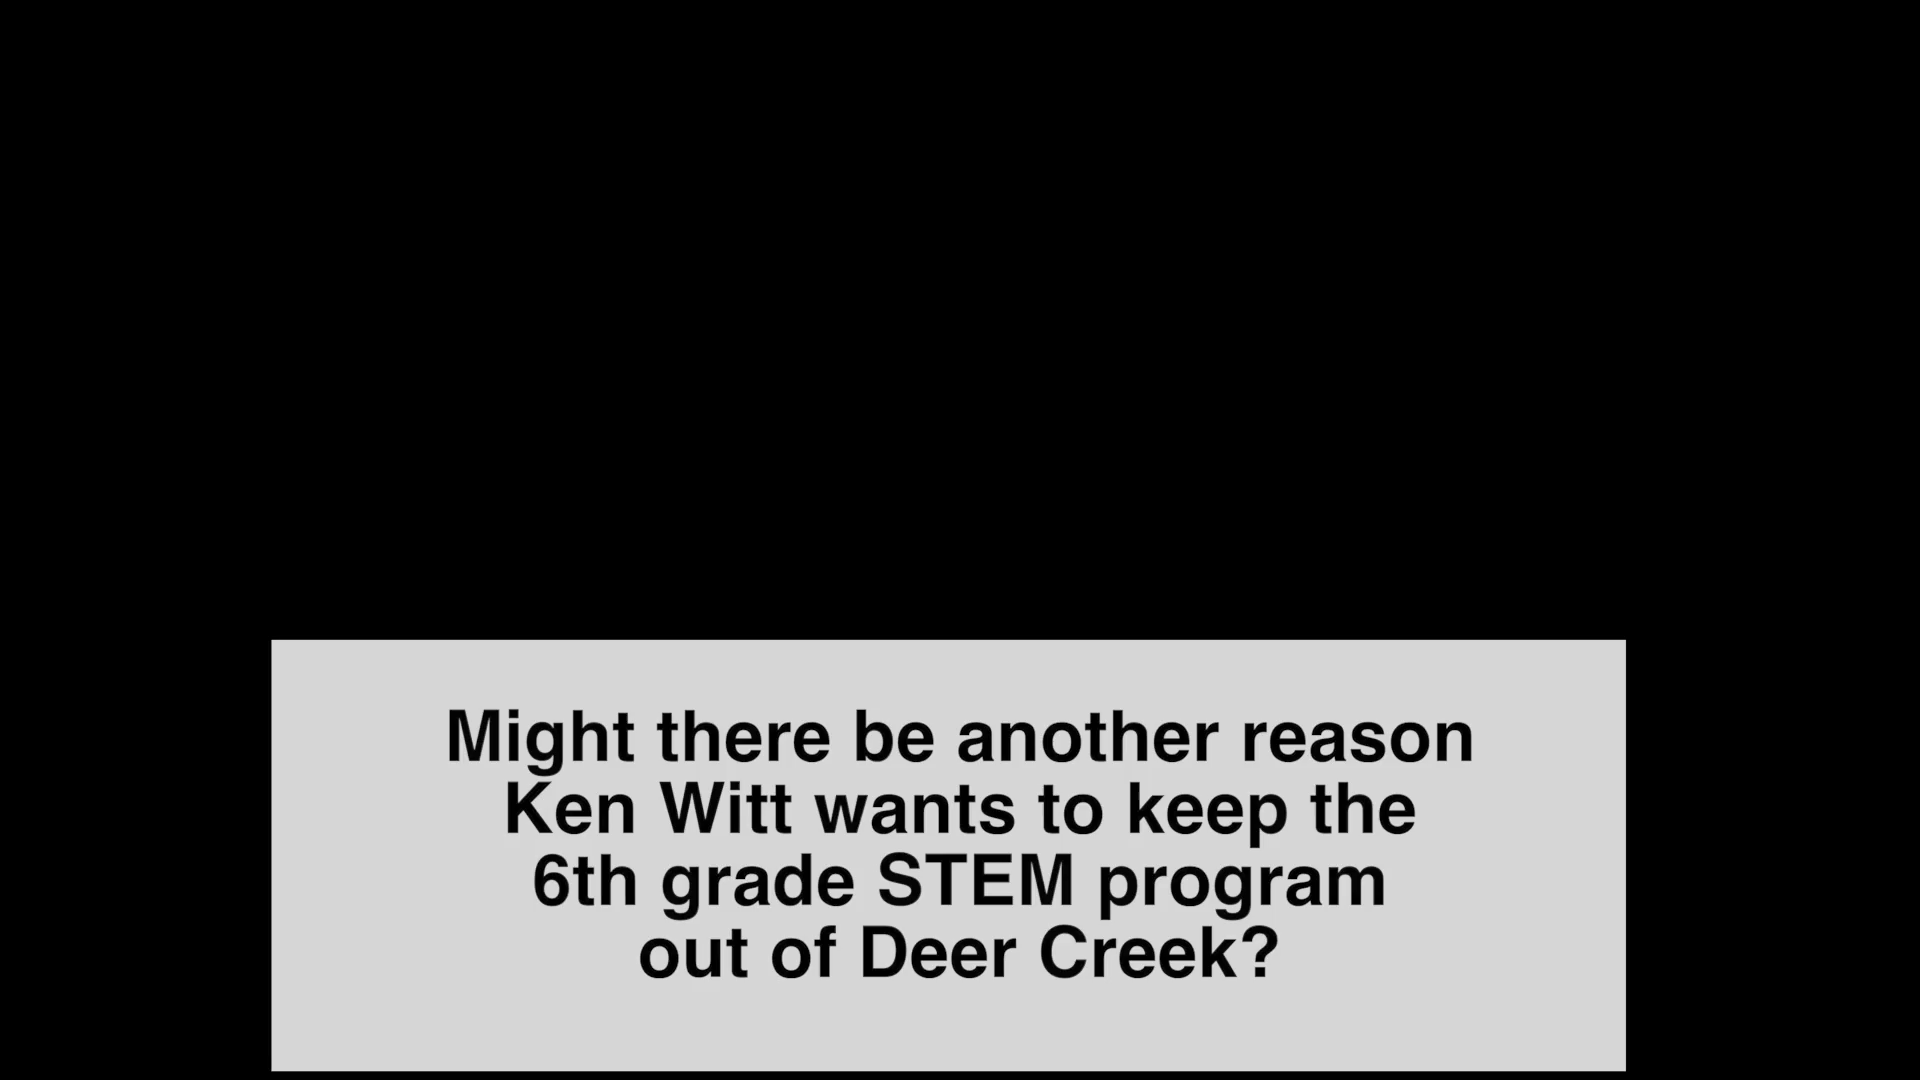 Might there be another reason
Ken Witt wants to keep the
6th grade STEM program
out of Deer Creek?